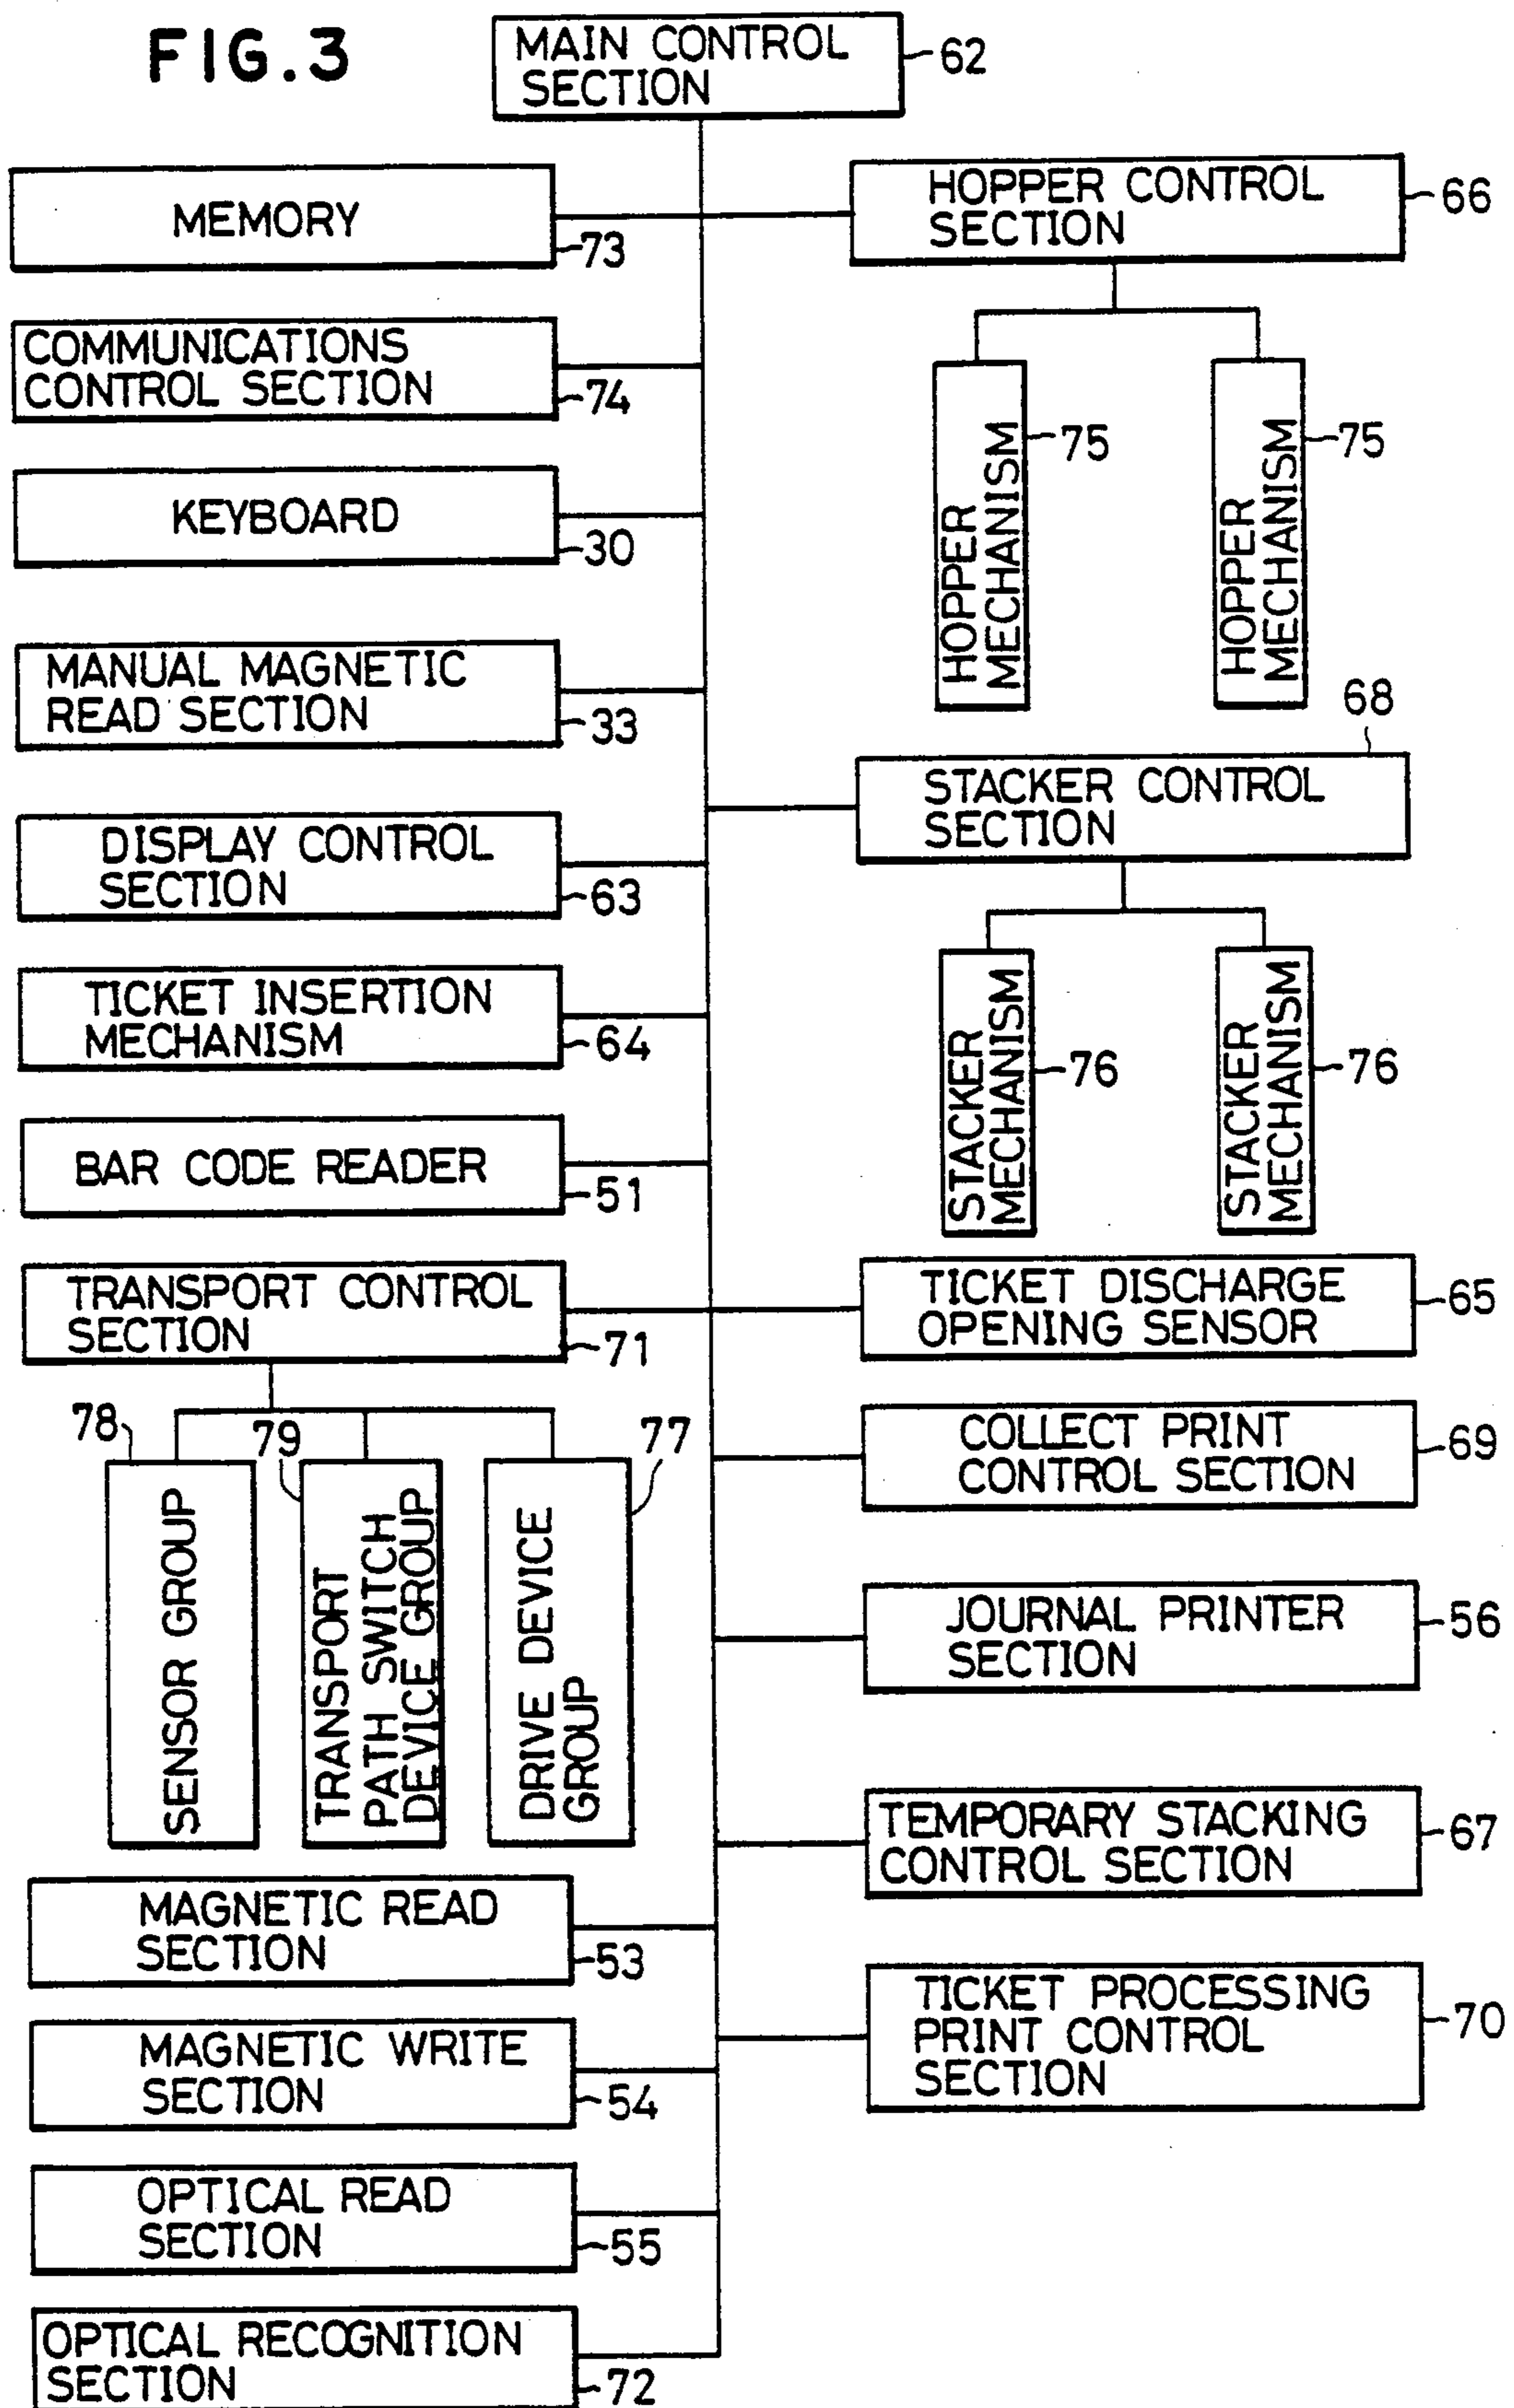 FIG.3
MAIN CONTROL
SECTION
62
MEMORY
73
HOPPER CONTROL
SECTION
66
COMMUNICATIONS
CONTROL SECTION
74
HOPPER
MECHANISM
75
HOPPER
MECHANISM
75
KEYBOARD
30
MANUAL MAGNETIC
READ SECTION
33
68
STACKER CONTROL
SECTION
DISPLAY CONTROL
SECTION
63
STACKER
MECHANISM
76
STACKER
MECHANISM
76
TICKET INSERTION
MECHANISM
64
BAR CODE READER
51
TRANSPORT CONTROL
SECTION
71
TICKET DISCHARGE
OPENING SENSOR
65
78
SENSOR GROUP
79
TRANSPORT
PATH SWITCH
DEVICE GROUP
77
DRIVE DEVICE
GROUP
COLLECT PRINT
CONTROL SECTION
69
JOURNAL PRINTER
SECTION
56
TEMPORARY STACKING
CONTROL SECTION
67
MAGNETIC READ
SECTION
53
TICKET PROCESSING
PRINT CONTROL
SECTION
70
MAGNETIC WRITE
SECTION
54
OPTICAL READ
SECTION
55
OPTICAL RECOGNITION
SECTION
72